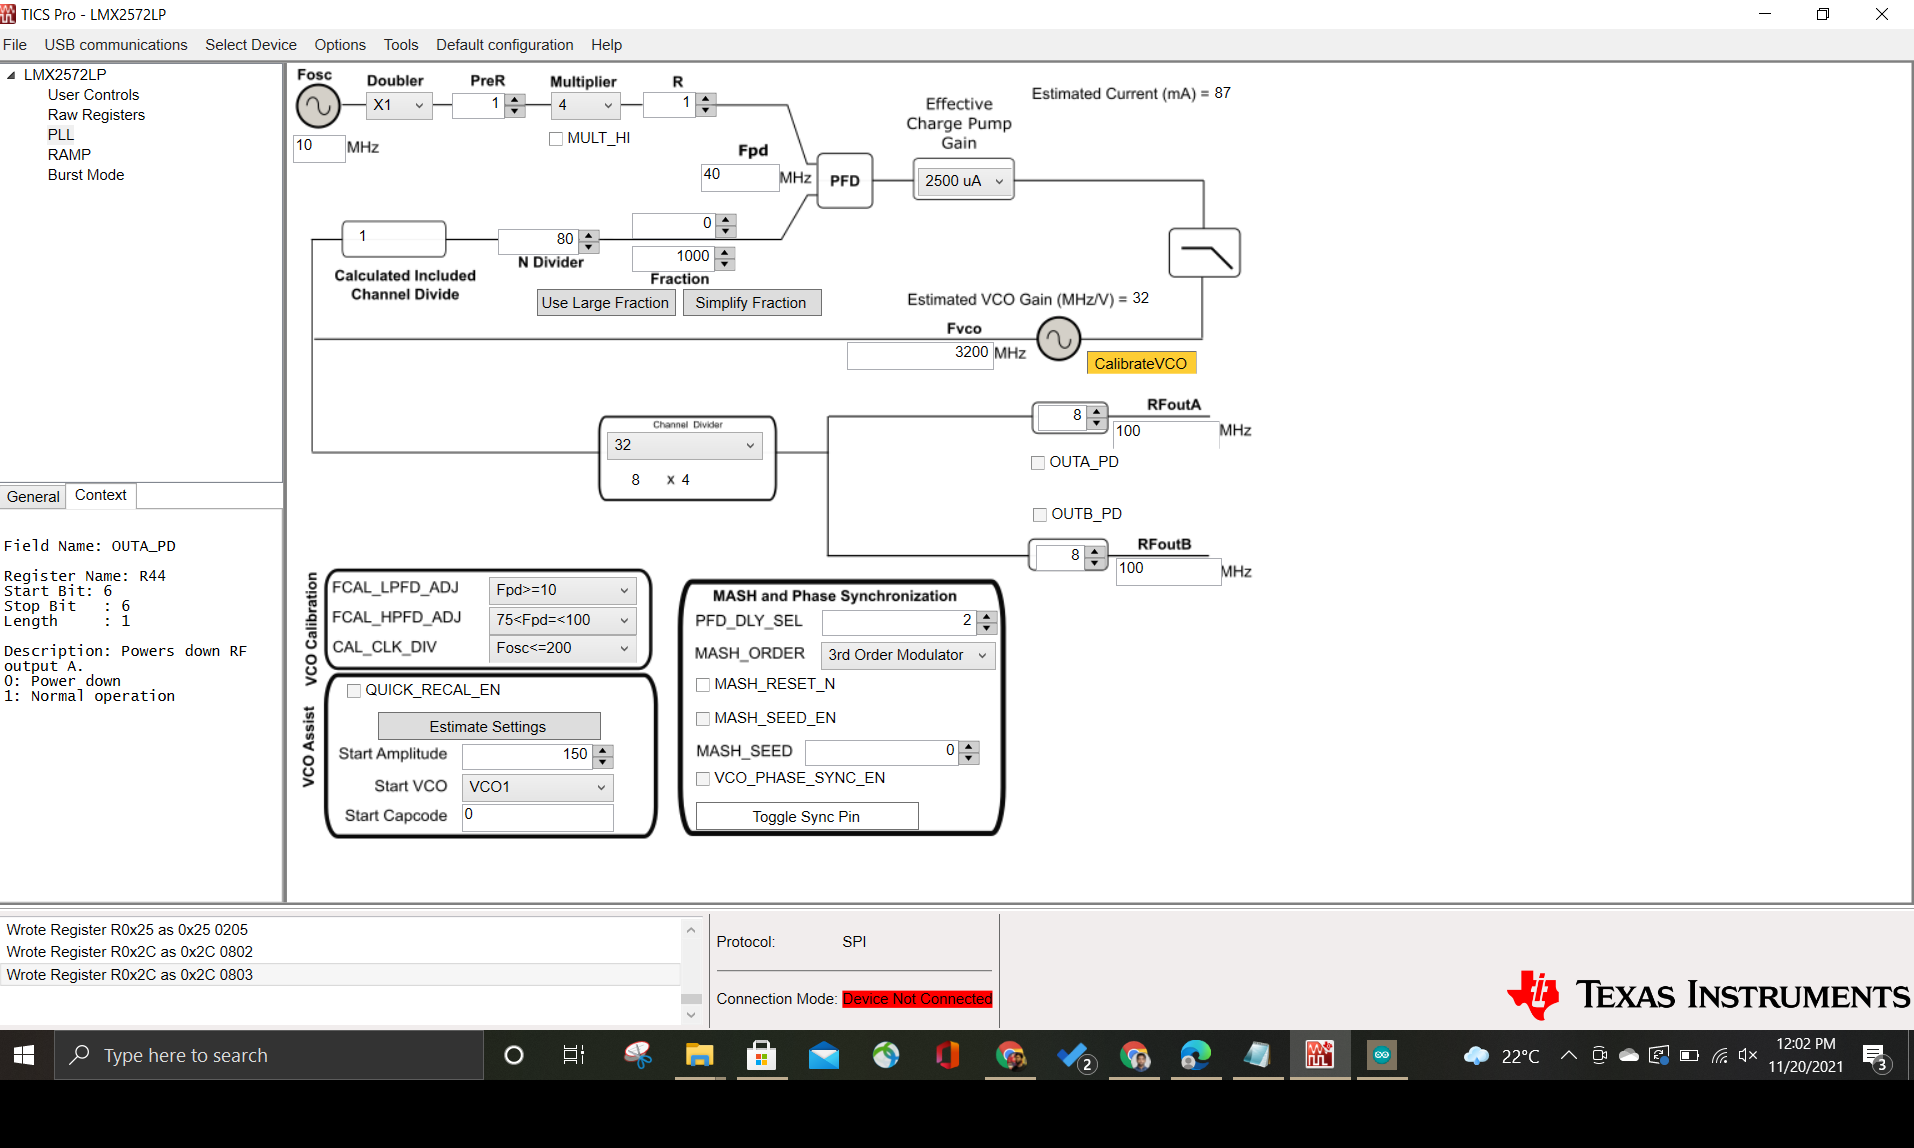 TICS Pro - LMX2572LP
File USB communications Select Device Options Tools Default configuration Help
LMX2572LP
User Controls
Raw Registers
PLL
RAMP
Burst Mode
General Context
Field Name: OUTA_PD
Register Name: R44
Start Bit: 6
Stop Bit : 6
Length : 1
Description: Powers down RF
output A.
0: Power down
1: Normal operation
Fosc
Doubler PreR Multiplier R
X1 1 4 1
10 MHz
MULT_HI
Fpd
40 MHz
PFD
Effective
Charge Pump
Gain
2500 uA
Estimated Current (mA) = 87
1
Calculated Included
Channel Divide
80
N Divider
0
1000
Fraction
Use Large Fraction Simplify Fraction
Estimated VCO Gain (MHz/V) = 32
Fvco
3200 MHz
CalibrateVCO
Channel Divider
32
8 x 4
8 RFoutA
100 MHz
OUTA_PD
OUTB_PD
8 RFoutB
100 MHz
VCO Calibration
FCAL_LPFD_ADJ Fpd>=10
FCAL_HPFD_ADJ 75<Fpd=<100
CAL_CLK_DIV Fosc<=200
VCO Assist
QUICK_RECAL_EN
Estimate Settings
Start Amplitude 150
Start VCO VCO1
Start Capcode 0
MASH and Phase Synchronization
PFD_DLY_SEL 2
MASH_ORDER 3rd Order Modulator
MASH_RESET_N
MASH_SEED_EN
MASH_SEED 0
VCO_PHASE_SYNC_EN
Toggle Sync Pin
Wrote Register R0x25 as 0x25 0205
Wrote Register R0x2C as 0x2C 0802
Wrote Register R0x2C as 0x2C 0803
Protocol: SPI
Connection Mode: Device Not Connected
TEXAS INSTRUMENTS
Type here to search
2
22°C
12:02 PM
11/20/2021
3